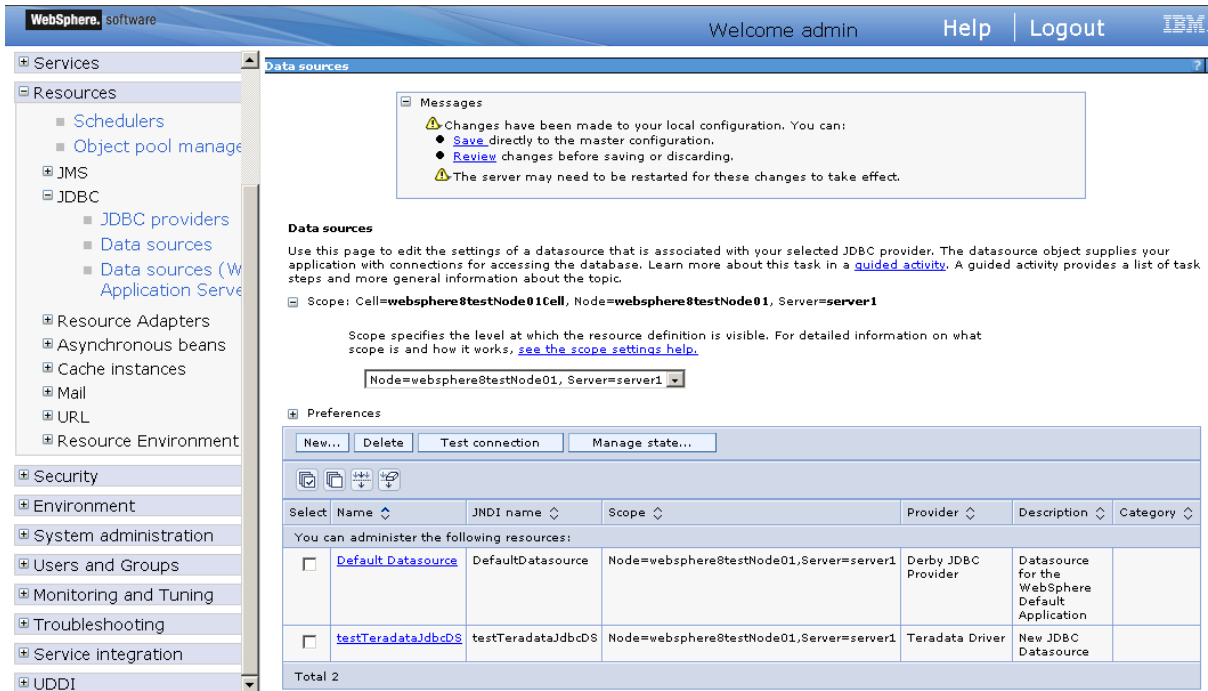 WebSphere. software
Welcome admin
Help
Logout
IBM
Services
Resources
Schedulers
Object pool manage
JMS
JDBC
JDBC providers
Data sources
Data sources (W
Application Serve
Resource Adapters
Asynchronous beans
Cache instances
Mail
URL
Resource Environment
Security
Environment
System administration
Users and Groups
Monitoring and Tuning
Troubleshooting
Service integration
UDDI
Data sources
?
Messages
Changes have been made to your local configuration. You can:
Save directly to the master configuration.
Review changes before saving or discarding.
The server may need to be restarted for these changes to take effect.
Data sources
Use this page to edit the settings of a datasource that is associated with your selected JDBC provider. The datasource object supplies your
application with connections for accessing the database. Learn more about this task in a guided activity. A guided activity provides a list of task
steps and more general information about the topic.
Scope: Cell=websphere8testNode01Cell, Node=websphere8testNode01, Server=server1
Scope specifies the level at which the resource definition is visible. For detailed information on what
scope is and how it works, see the scope settings help.
Node=websphere8testNode01, Server=server1
Preferences
New... Delete Test connection Manage state...
Select Name JNDI name Scope Provider Description Category
You can administer the following resources:
Default Datasource DefaultDatasource Node=websphere8testNode01,Server=server1 Derby JDBC
Provider
Datasource
for the
WebSphere
Default
Application
testTeradataJdbcDS testTeradataJdbcDS Node=websphere8testNode01,Server=server1 Teradata Driver New JDBC
Datasource
Total 2